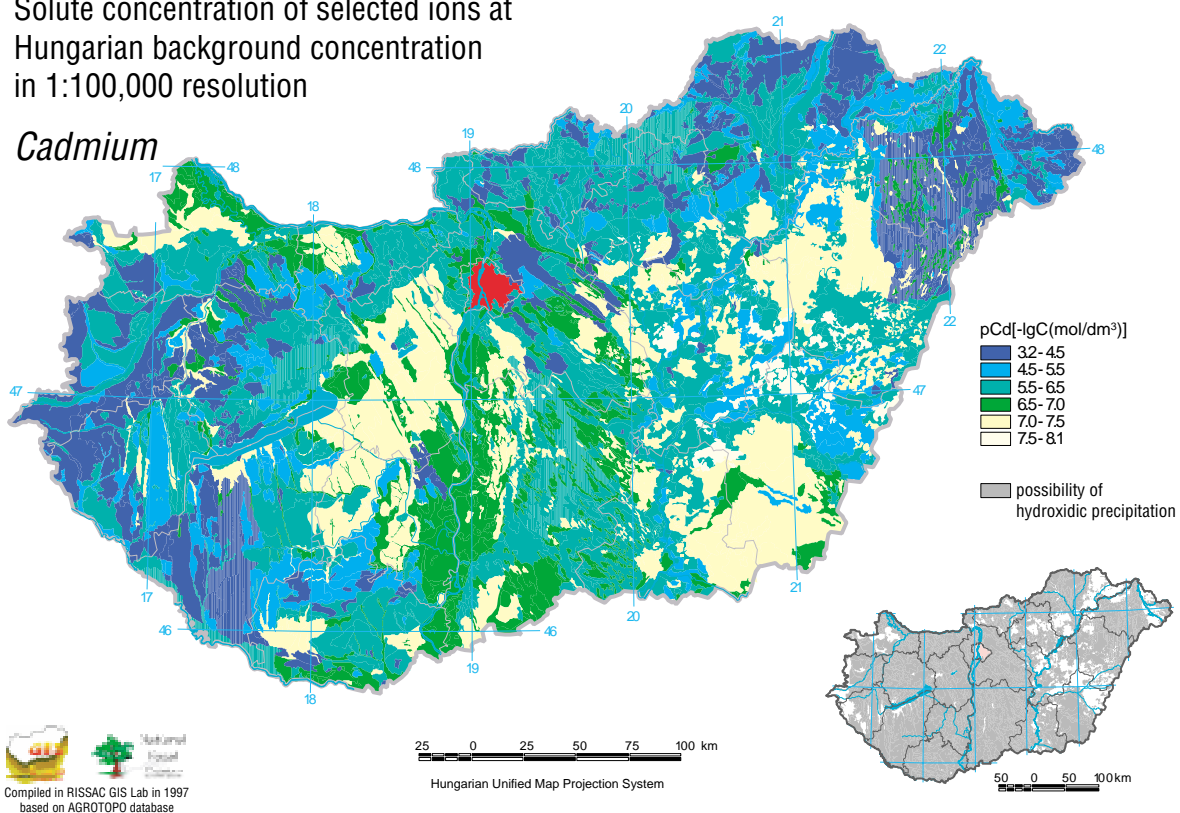 Solute concentration of selected ions at
Hungarian background concentration
in 1:100,000 resolution
Cadmium
21
22
20
19
48
48
48
17
18
22
pCd[-lgC(mol/dm³)]
3.2-4.5
4.5-5.5
5.5-6.5
6.5-7.0
7.0-7.5
7.5-8.1
47
47
possibility of
hydroxidic precipitation
17
46
46
20
21
19
18
25 0 25 50 75 100 km
Hungarian Unified Map Projection System
50 0 50 100 km
Compiled in RISSAC GIS Lab in 1997
based on AGROTOPO database